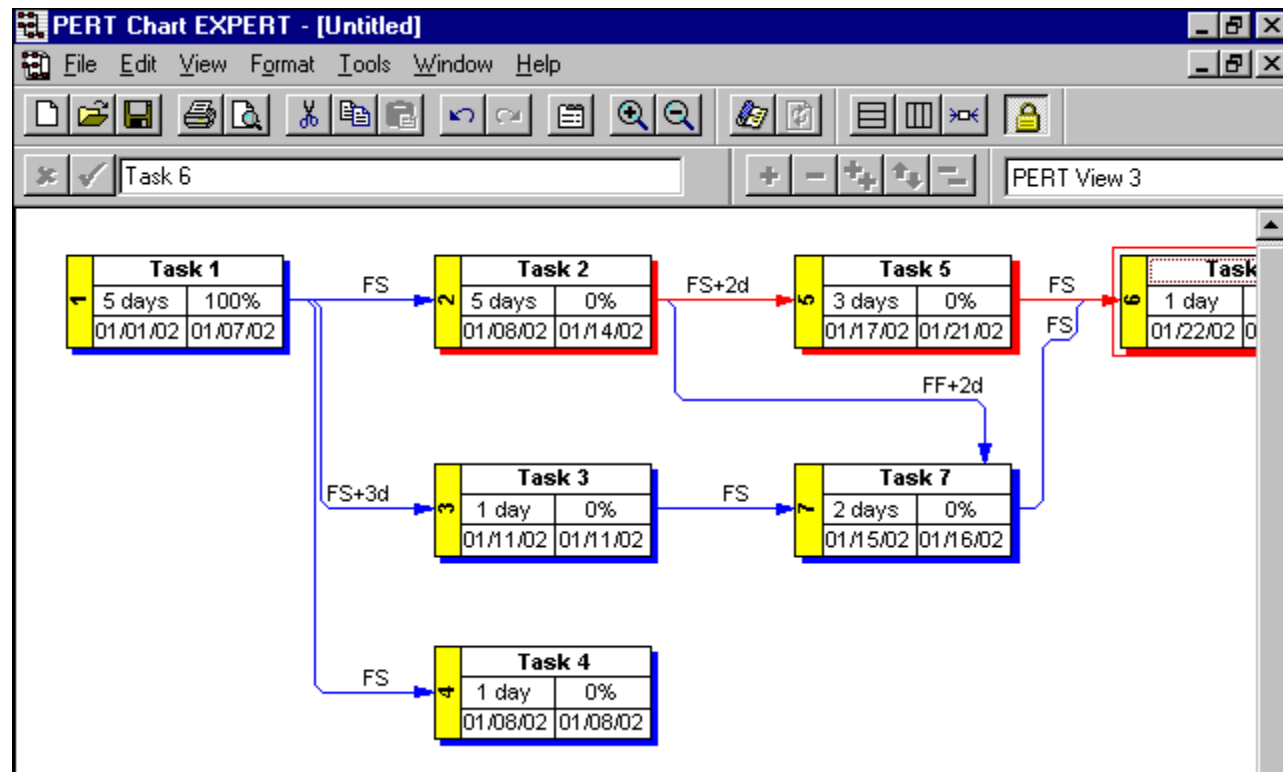 PERT Chart EXPERT - [Untitled]
File Edit View Format Tools Window Help
Task 6
PERT View 3
1
Task 1
5 days 100%
01/01/02 01/07/02
FS
2
Task 2
5 days 0%
01/08/02 01/14/02
FS+2d
5
Task 5
3 days 0%
01/17/02 01/21/02
FS
FS
6
Task
1 day
01/22/02 0
FF+2d
FS+3d
3
Task 3
1 day 0%
01/11/02 01/11/02
FS
7
Task 7
2 days 0%
01/15/02 01/16/02
FS
4
Task 4
1 day 0%
01/08/02 01/08/02